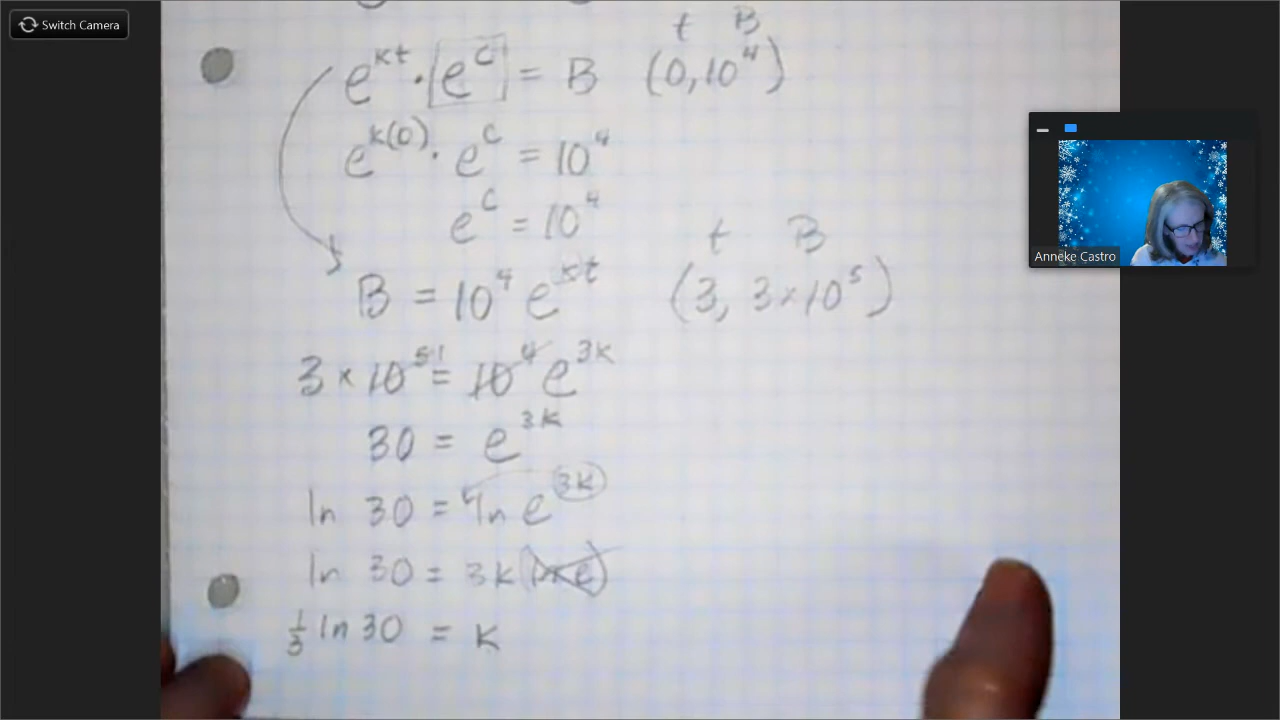 Switch Camera
t B
e^{kt} · e^{c} = B (0, 10^4)
e^{k(0)} · e^{c} = 10^4
e^{c} = 10^4
t B
B = 10^4 e^{kt} (3, 3×10^5)
3 × 10^{5 1} = 10^4 e^{3k}
30 = e^{3k}
ln 30 = ln e^{3k}
ln 30 = 3k (ln e)
1/3 ln 30 = k
Anneke Castro